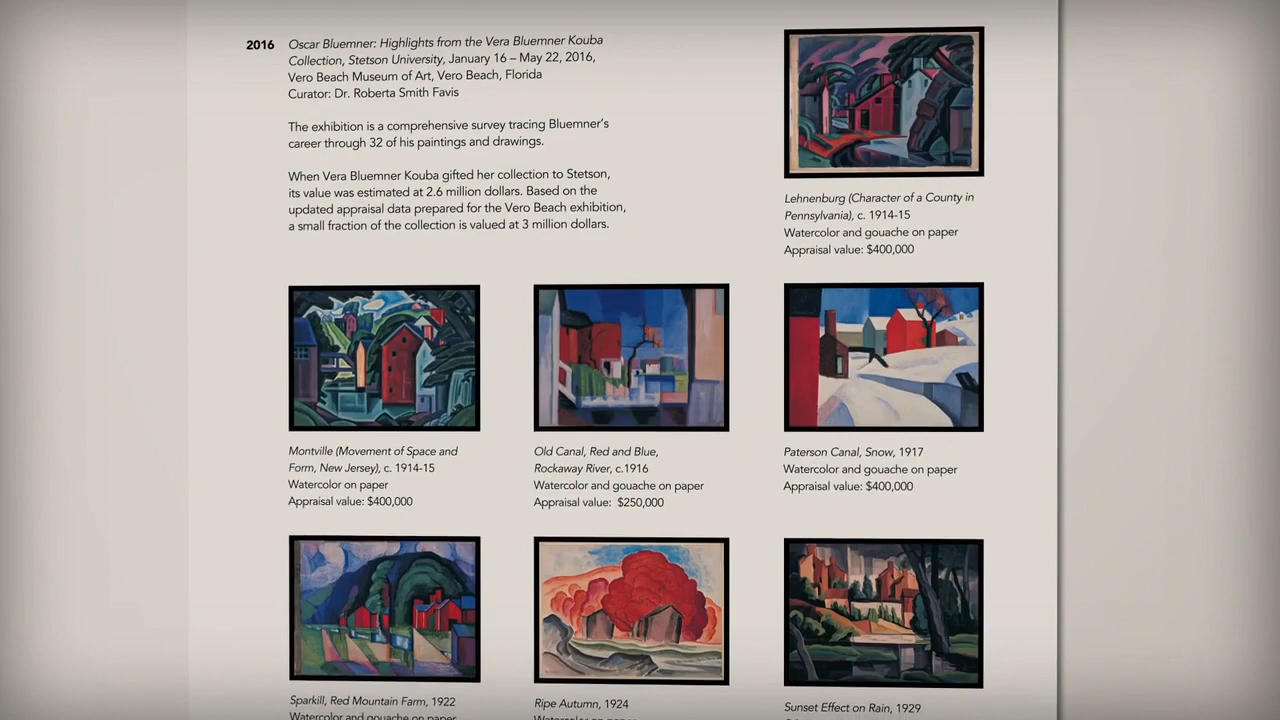 2016
Oscar Bluemner: Highlights from the Vera Bluemner Kouba
Collection, Stetson University, January 16 – May 22, 2016,
Vero Beach Museum of Art, Vero Beach, Florida
Curator: Dr. Roberta Smith Favis
The exhibition is a comprehensive survey tracing Bluemner's
career through 32 of his paintings and drawings.
When Vera Bluemner Kouba gifted her collection to Stetson,
its value was estimated at 2.6 million dollars. Based on the
updated appraisal data prepared for the Vero Beach exhibition,
a small fraction of the collection is valued at 3 million dollars.
Lehnenburg (Character of a County in
Pennsylvania), c. 1914-15
Watercolor and gouache on paper
Appraisal value: $400,000
Montville (Movement of Space and
Form, New Jersey), c. 1914-15
Watercolor on paper
Appraisal value: $400,000
Old Canal, Red and Blue,
Rockaway River, c.1916
Watercolor and gouache on paper
Appraisal value: $250,000
Paterson Canal, Snow, 1917
Watercolor and gouache on paper
Appraisal value: $400,000
Sparkill, Red Mountain Farm, 1922
Watercolor and gouache on paper
Ripe Autumn, 1924
Watercolor on paper
Sunset Effect on Rain, 1929